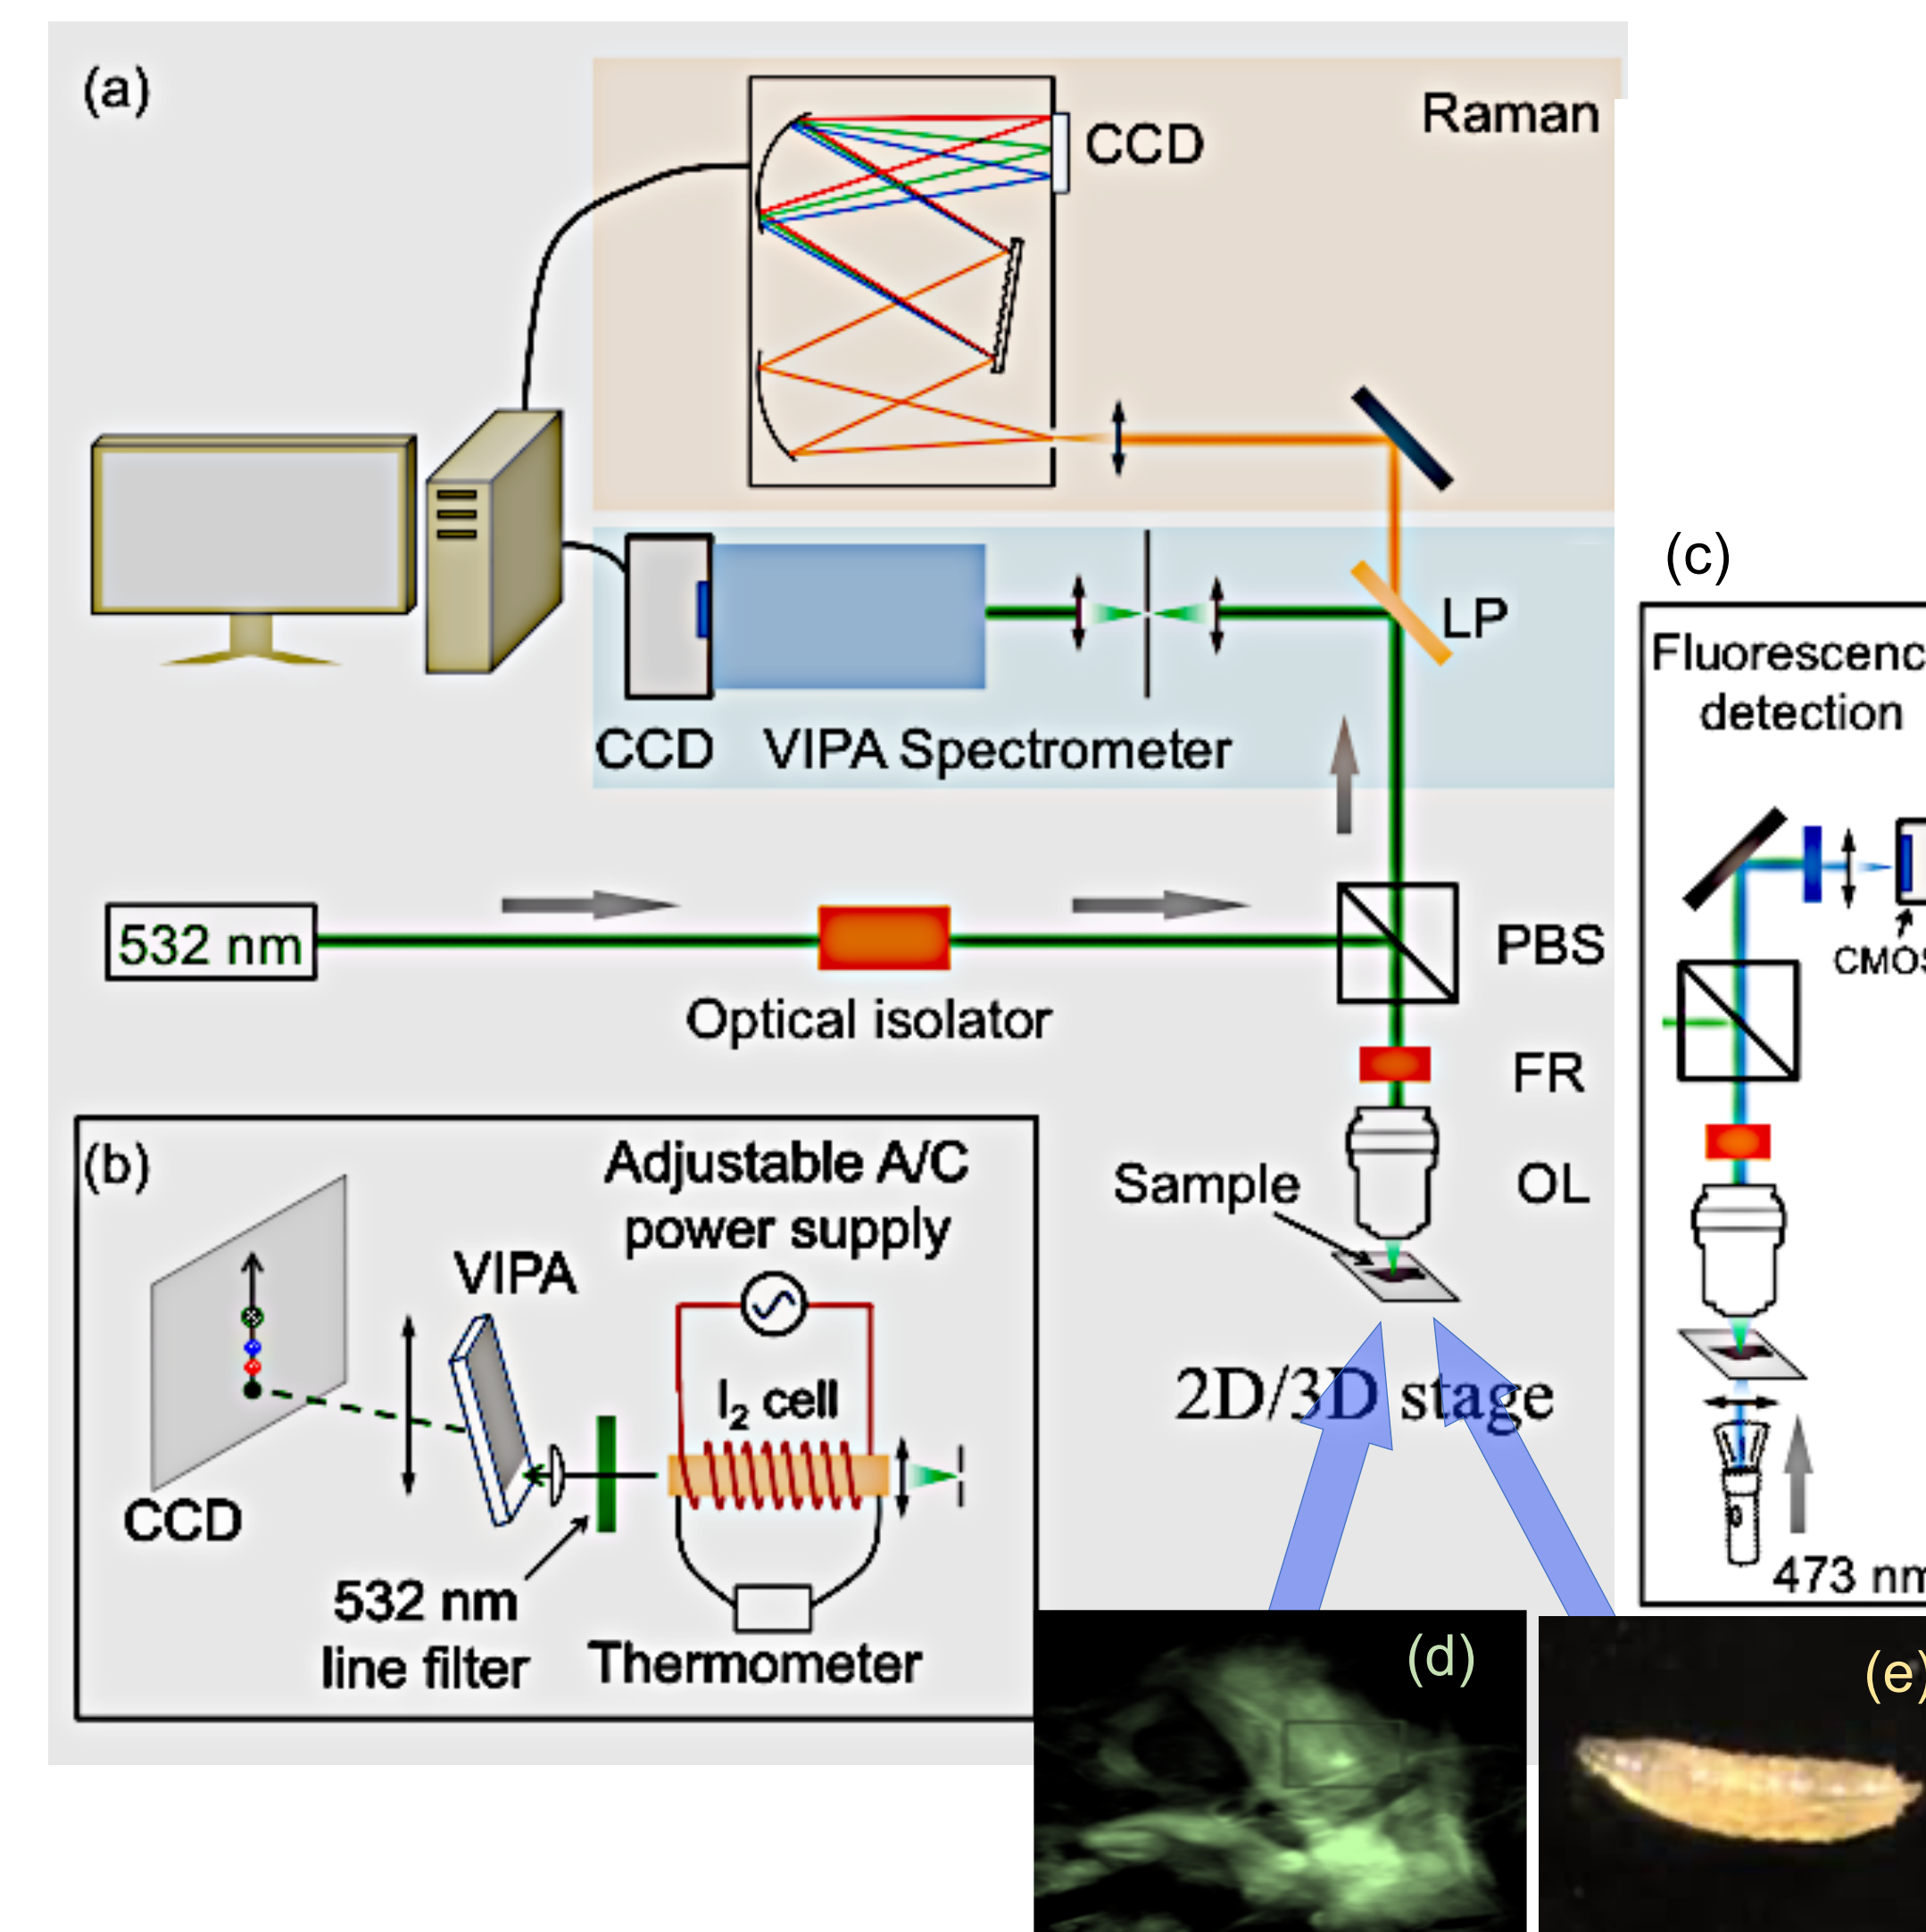 (a)
Raman
CCD
LP
CCD
VIPA Spectrometer
532 nm
Optical isolator
PBS
FR
OL
Sample
2D/3D stage
(b)
Adjustable A/C
power supply
VIPA
I₂ cell
CCD
532 nm
line filter
Thermometer
(c)
Fluorescenc
detection
CMOS
473 nm
(d)
(e)